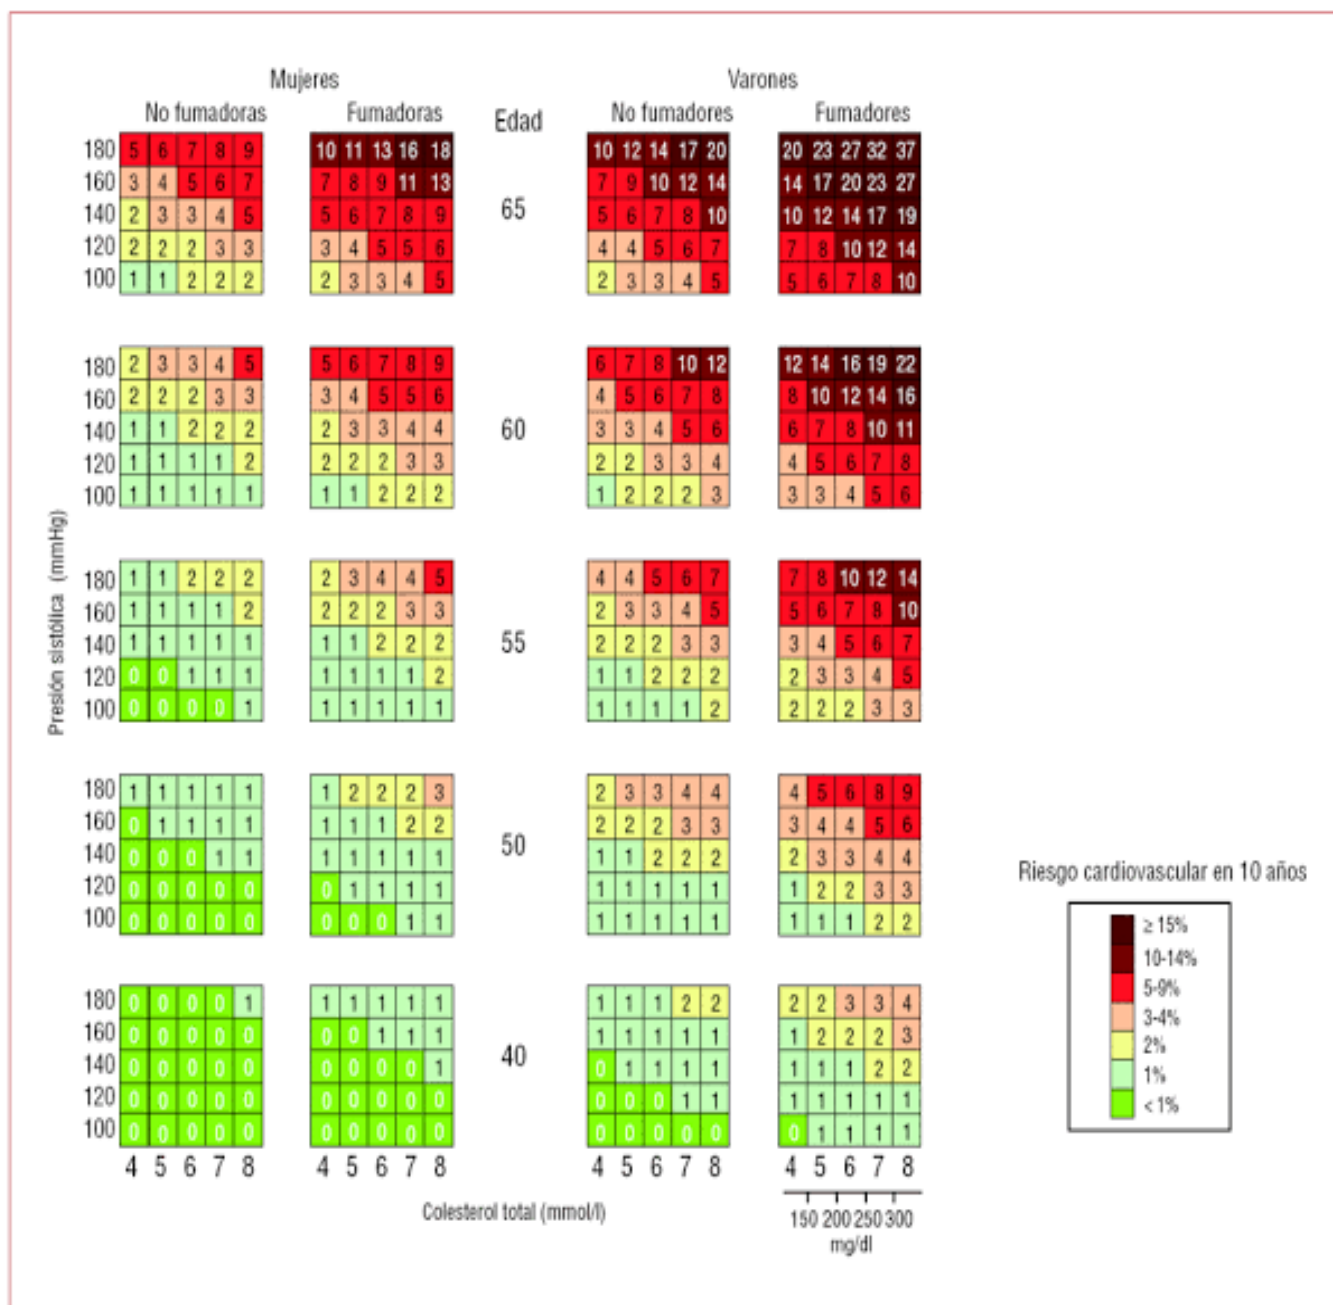 Mujeres Varones
No fumadoras Fumadoras Edad No fumadores Fumadores
180 5 6 7 8 9 10 11 13 16 18 10 12 14 17 20 20 23 27 32 37
160 3 4 5 6 7 7 8 9 11 13 7 9 10 12 14 14 17 20 23 27
140 2 3 3 4 5 5 6 7 8 9 65 5 6 7 8 10 10 12 14 17 19
120 2 2 2 3 3 3 4 5 5 6 4 4 5 6 7 7 8 10 12 14
100 1 1 2 2 2 2 3 3 4 5 2 3 3 4 5 5 6 7 8 10
180 2 3 3 4 5 5 6 7 8 9 6 7 8 10 12 12 14 16 19 22
160 2 2 2 3 3 3 4 5 5 6 4 5 6 7 8 8 10 12 14 16
140 1 1 2 2 2 2 3 3 4 4 60 3 3 4 5 6 6 7 8 10 11
120 1 1 1 1 2 2 2 2 3 3 2 2 3 3 4 4 5 6 7 8
100 1 1 1 1 1 1 1 2 2 2 1 2 2 2 3 3 3 4 5 6
Presión sistólica (mmHg)
180 1 1 2 2 2 2 3 4 4 5 4 4 5 6 7 7 8 10 12 14
160 1 1 1 1 2 2 2 2 3 3 2 3 3 4 5 5 6 7 8 10
140 1 1 1 1 1 1 1 2 2 2 55 2 2 2 3 3 3 4 5 6 7
120 0 0 1 1 1 1 1 1 1 2 1 1 2 2 2 2 3 3 4 5
100 0 0 0 0 1 1 1 1 1 1 1 1 1 1 2 2 2 2 3 3
180 1 1 1 1 1 1 2 2 2 3 2 3 3 4 4 4 5 6 8 9
160 0 1 1 1 1 1 1 1 2 2 2 2 2 3 3 3 4 4 5 6
140 0 0 0 1 1 1 1 1 1 1 50 1 1 2 2 2 2 3 3 4 4
120 0 0 0 0 0 0 1 1 1 1 1 1 1 1 1 1 2 2 3 3
100 0 0 0 0 0 0 0 0 1 1 1 1 1 1 1 1 1 1 2 2
180 0 0 0 0 1 1 1 1 1 1 1 1 1 2 2 2 2 3 3 4
160 0 0 0 0 0 0 0 1 1 1 1 1 1 1 1 1 2 2 2 3
140 0 0 0 0 0 0 0 0 0 1 40 0 1 1 1 1 1 1 1 2 2
120 0 0 0 0 0 0 0 0 0 0 0 0 0 1 1 1 1 1 1 1
100 0 0 0 0 0 0 0 0 0 0 0 0 0 0 0 0 1 1 1 1
4 5 6 7 8 4 5 6 7 8 4 5 6 7 8 4 5 6 7 8
Colesterol total (mmol/l)
150 200 250 300
mg/dl
Riesgo cardiovascular en 10 años
≥ 15%
10-14%
5-9%
3-4%
2%
1%
< 1%